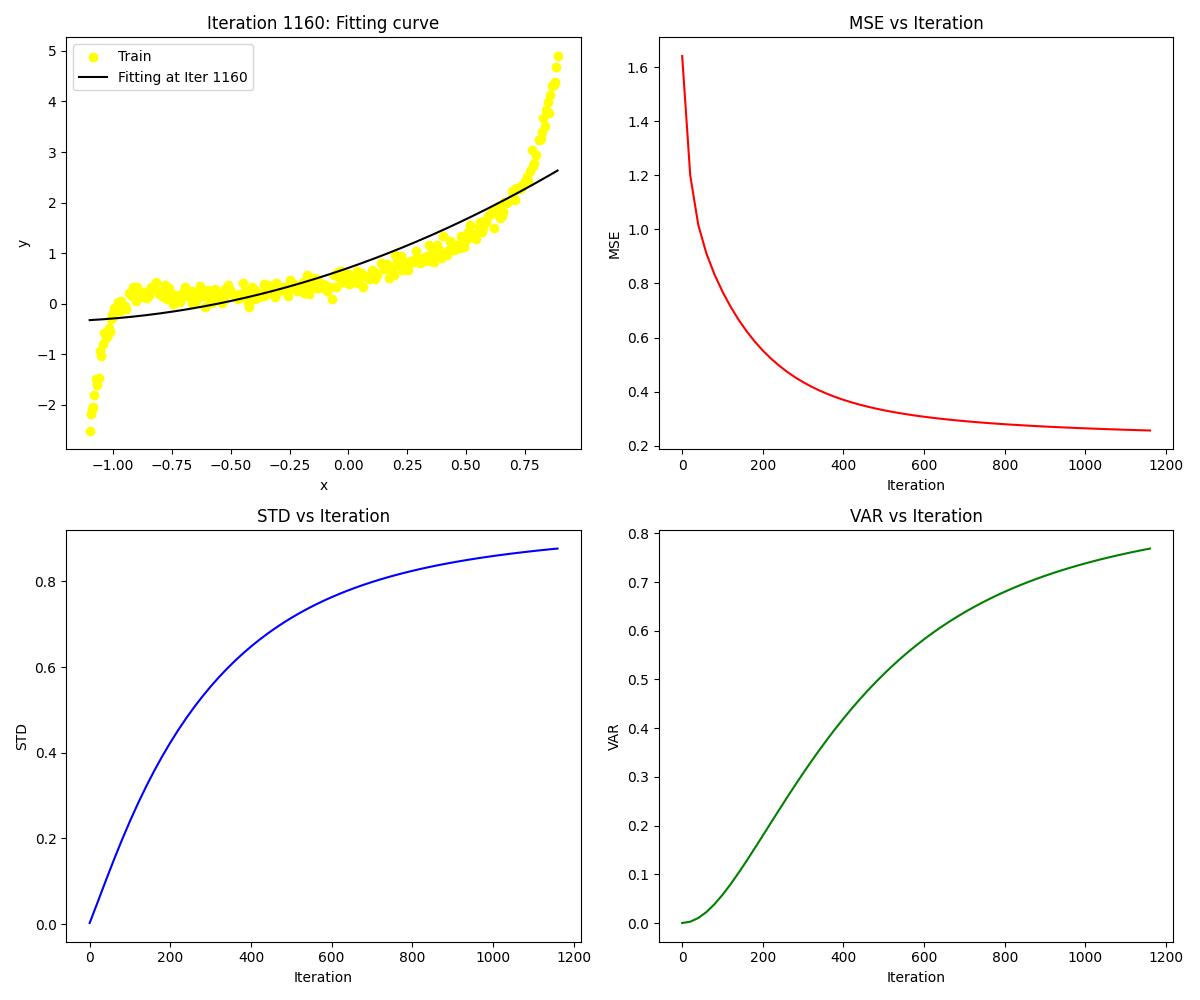 Iteration 1160: Fitting curve
Train
Fitting at Iter 1160
5
4
3
2
1
0
−1
−2
y
−1.00 −0.75 −0.50 −0.25 0.00 0.25 0.50 0.75
x
MSE vs Iteration
1.6
1.4
1.2
1.0
0.8
0.6
0.4
0.2
MSE
0 200 400 600 800 1000 1200
Iteration
STD vs Iteration
0.8
0.6
0.4
0.2
0.0
STD
0 200 400 600 800 1000 1200
Iteration
VAR vs Iteration
0.8
0.7
0.6
0.5
0.4
0.3
0.2
0.1
0.0
VAR
0 200 400 600 800 1000 1200
Iteration